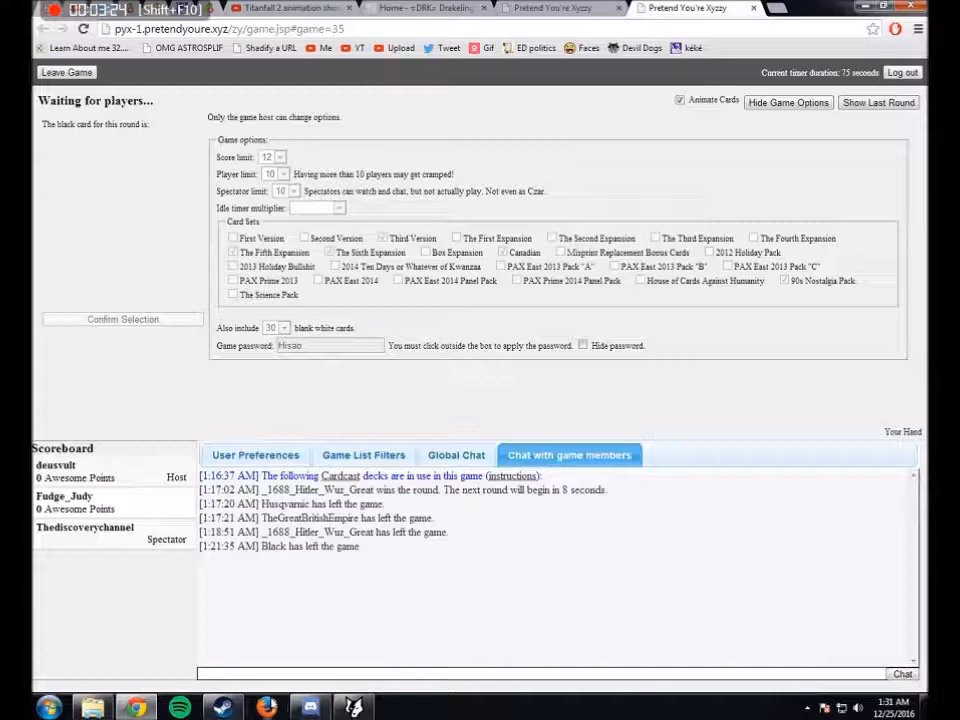 00:03:24 [Shift+F10]
Titanfall 2 animation sho
Home - =DRK= Drakeling
Pretend You're Xyzzy
Pretend You're Xyzzy
pyx-1.pretendyoure.xyz/zy/game.jsp#game=35
Learn About me 32...
OMG ASTROSPLIF
Shadify a URL
Me
YT
Upload
Tweet
Gif
ED politics
Faces
Devil Dogs
kéké
Leave Game
Current timer duration: 75 seconds
Log out
Waiting for players...
Animate Cards
Hide Game Options
Show Last Round
The black card for this round is:
Only the game host can change options.
Game options:
Score limit: 12
Player limit: 10 Having more than 10 players may get cramped!
Spectator limit: 10 Spectators can watch and chat, but not actually play. Not even as Czar.
Idle timer multiplier:
Card Sets
First Version Second Version Third Version The First Expansion The Second Expansion The Third Expansion The Fourth Expansion
The Fifth Expansion The Sixth Expansion Box Expansion Canadian Misprint Replacement Bonus Cards 2012 Holiday Pack
2013 Holiday Bullshit 2014 Ten Days or Whatever of Kwanzaa PAX East 2013 Pack "A" PAX East 2013 Pack "B" PAX East 2013 Pack "C"
PAX Prime 2013 PAX East 2014 PAX East 2014 Panel Pack PAX Prime 2014 Panel Pack House of Cards Against Humanity 90s Nostalgia Pack
The Science Pack
Confirm Selection
Also include 30 blank white cards.
Game password: Hisao You must click outside the box to apply the password. Hide password.
Your Hand
Scoreboard
deusvult
0 Awesome Points Host
Fudge_Judy
0 Awesome Points
Thediscoverychannel
Spectator
User Preferences
Game List Filters
Global Chat
Chat with game members
[1:16:37 AM] The following Cardcast decks are in use in this game (instructions):
[1:17:02 AM] _1688_Hitler_Wuz_Great wins the round. The next round will begin in 8 seconds.
[1:17:20 AM] Husqvarnic has left the game.
[1:17:21 AM] TheGreatBritishEmpire has left the game.
[1:18:51 AM] _1688_Hitler_Wuz_Great has left the game.
[1:21:35 AM] Black has left the game
Chat
1:31 AM
12/25/2016